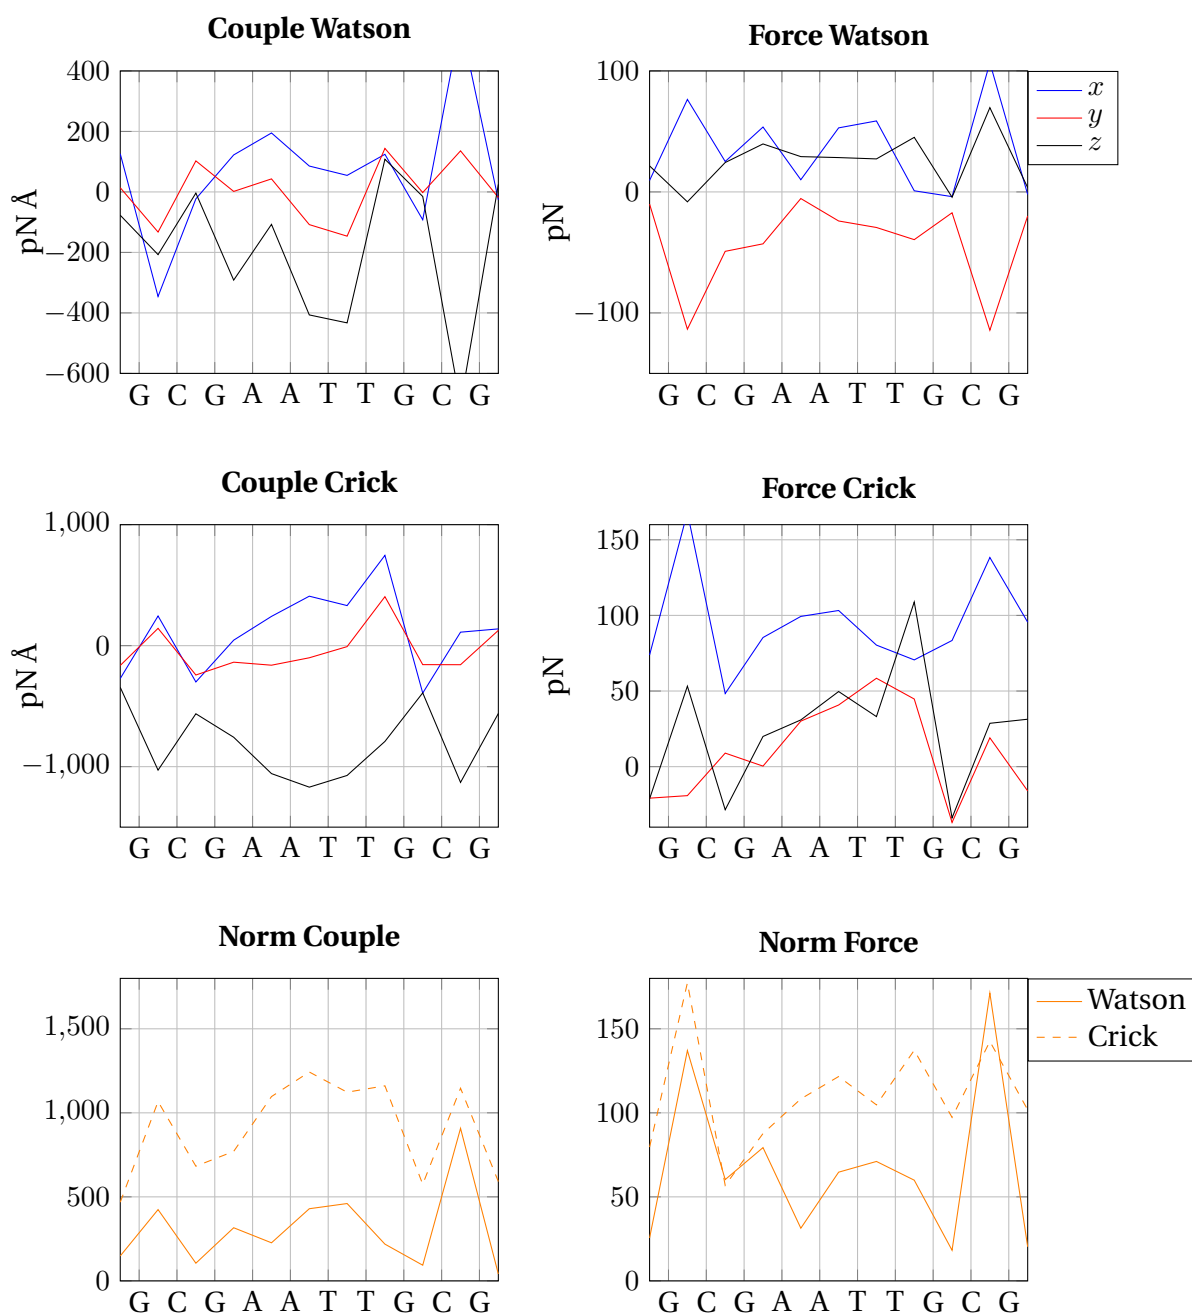 Couple Watson
400
200
0
−200
−400
−600
pN Å
G C G A A T T G C G
Force Watson
100
0
−100
pN
G C G A A T T G C G
x
y
z
Couple Crick
1,000
0
−1,000
pN Å
G C G A A T T G C G
Force Crick
150
100
50
0
pN
G C G A A T T G C G
Norm Couple
1,500
1,000
500
0
G C G A A T T G C G
Norm Force
150
100
50
0
G C G A A T T G C G
Watson
Crick